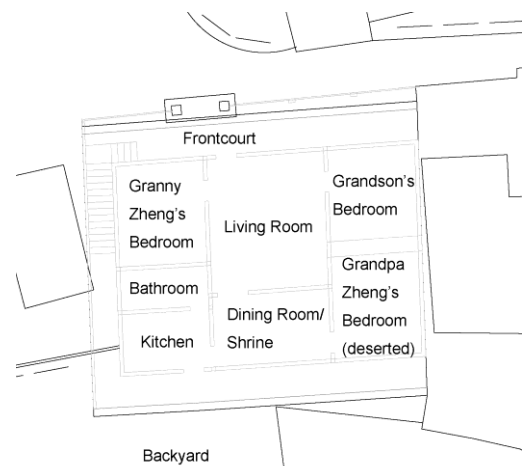 Frontcourt
Granny
Zheng's
Bedroom
Living Room
Grandson's
Bedroom
Bathroom
Kitchen
Dining Room/
Shrine
Grandpa
Zheng's
Bedroom
(deserted)
Backyard